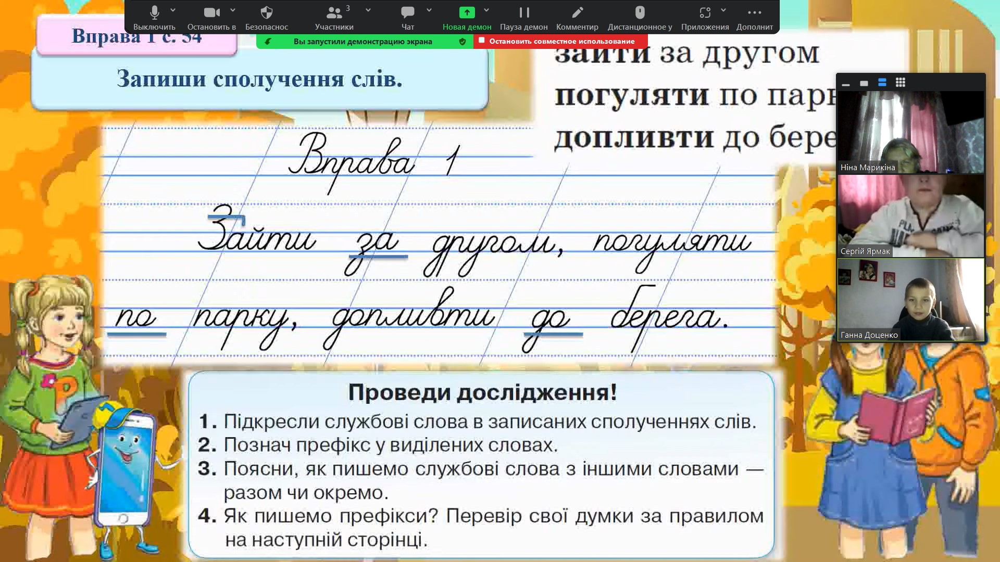 Выключить Остановить в Безопаснос Участники 3 Чат Новая демон Пауза демон Комментир Дистанционное у Приложения Дополнит
Вы запустили демонстрацию экрана Остановить совместное использование
Вправа 1 с. 54
Запиши сполучення слів.
зайти за другом
погуляти по парк
допливти до бере
Вправа 1
Зайти за другом, погуляти
по парку, допливти до берега.
Ніна Марикіна
Сергій Ярмак
Ганна Доценко
P
Проведи дослідження!
1. Підкресли службові слова в записаних сполученнях слів.
2. Познач префікс у виділених словах.
3. Поясни, як пишемо службові слова з іншими словами —
разом чи окремо.
4. Як пишемо префікси? Перевір свої думки за правилом
на наступній сторінці.